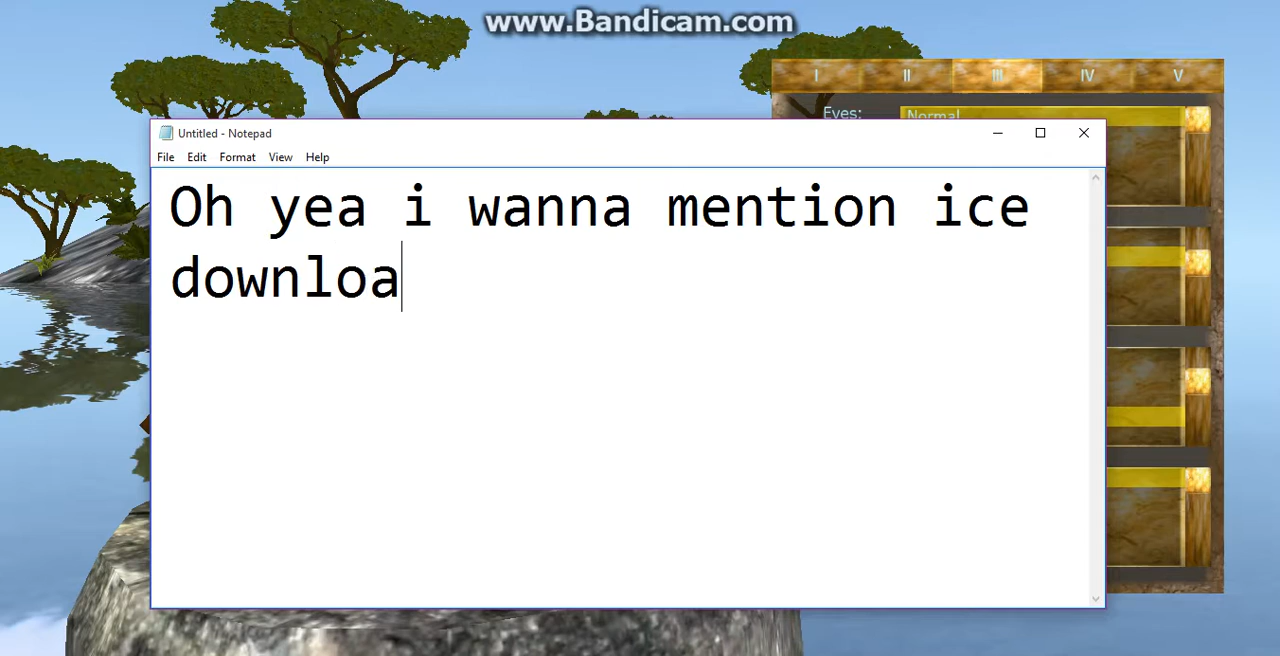 www.Bandicam.com
I II III IV V
Eyes: Normal
Untitled - Notepad
File Edit Format View Help
Oh yea i wanna mention ice
downloa